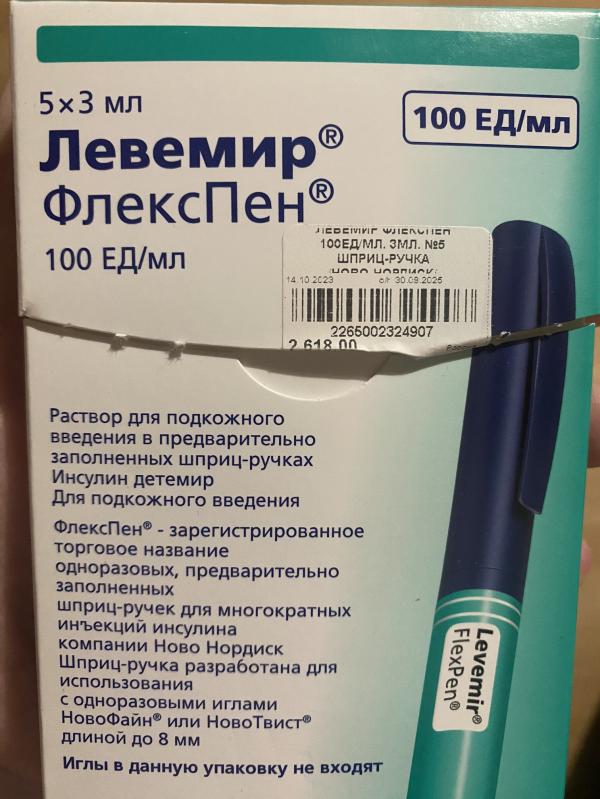 5×3 мл
100 ЕД/мл
Левемир®
ФлексПен®
100 ЕД/мл
ЛЕВЕМИР ФЛЕКСПЕН
100ЕД/МЛ. 3МЛ. №5
ШПРИЦ-РУЧКА
(НОВО НОРДИСК/
14.10.2023 с/г 30.09.2025
2265002324907
2 618.00
Раствор для подкожного
введения в предварительно
заполненных шприц-ручках
Инсулин детемир
Для подкожного введения
ФлексПен® - зарегистрированное
торговое название
одноразовых, предварительно
заполненных
шприц-ручек для многократных
инъекций инсулина
компании Ново Нордиск
Шприц-ручка разработана для
использования
с одноразовыми иглами
НовоФайн® или НовоТвист®
длиной до 8 мм
Иглы в данную упаковку не входят
Levemir®
FlexPen®